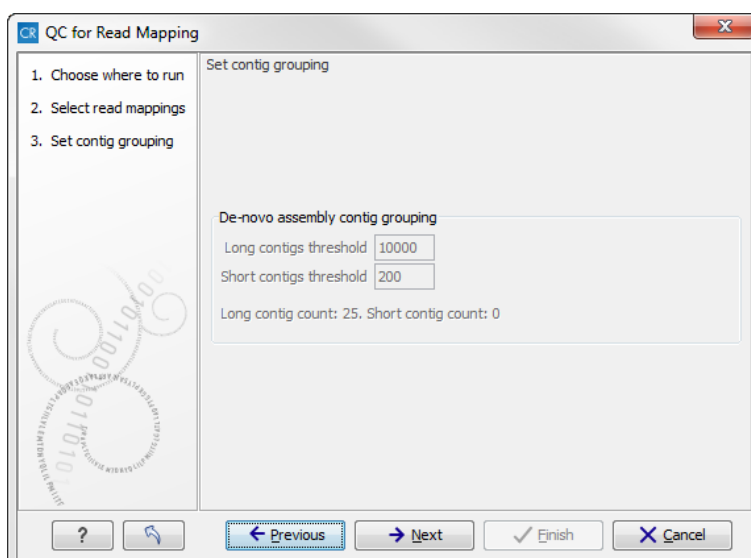 CR QC for Read Mapping X
1. Choose where to run
2. Select read mappings
3. Set contig grouping
Set contig grouping
De-novo assembly contig grouping
Long contigs threshold 10000
Short contigs threshold 200
Long contig count: 25. Short contig count: 0
? Previous Next Finish Cancel